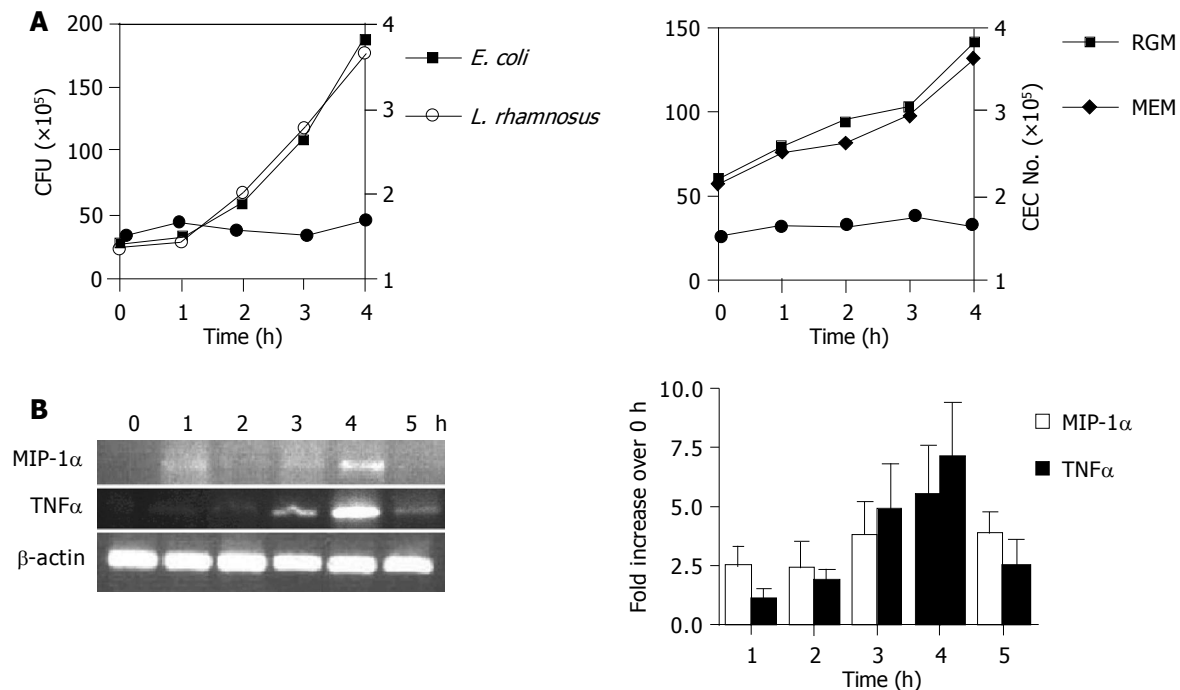 A
200
150
100
50
0
CFU (×10⁵)
4
3
2
1
0 1 2 3 4
Time (h)
E. coli
L. rhamnosus
150
100
50
0
4
3
2
1
CEC No. (×10⁵)
0 1 2 3 4
Time (h)
RGM
MEM
B
0 1 2 3 4 5 h
MIP-1α
TNFα
β-actin
10.0
7.5
5.0
2.5
0.0
Fold increase over 0 h
1 2 3 4 5
Time (h)
MIP-1α
TNFα